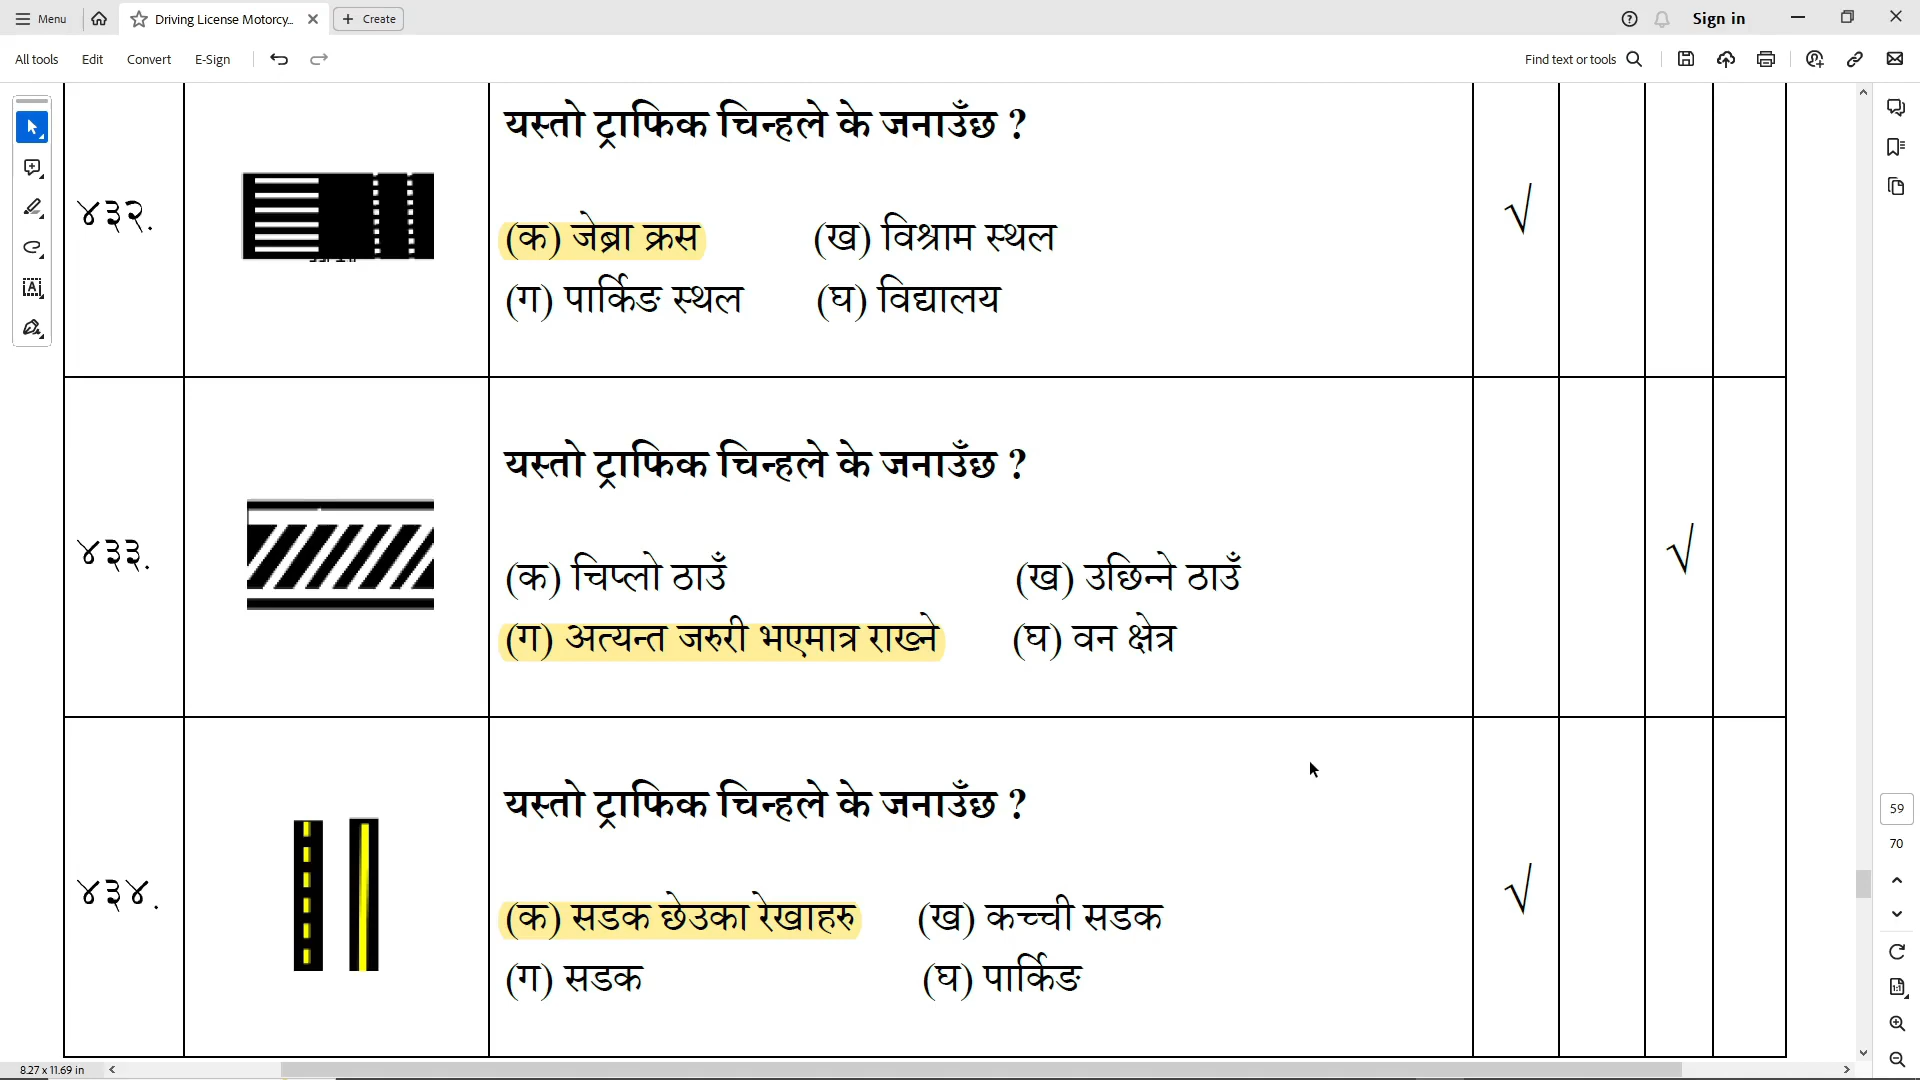 Menu
Driving License Motorcy...
Create
Sign in
All tools
Edit
Convert
E-Sign
Find text or tools
यस्तो ट्राफिक चिन्हले के जनाउँछ ?
४३२.
(क) जेब्रा क्रस (ख) विश्राम स्थल
(ग) पार्किङ स्थल (घ) विद्यालय
√
यस्तो ट्राफिक चिन्हले के जनाउँछ ?
४३३.
(क) चिप्लो ठाउँ (ख) उछिन्ने ठाउँ
(ग) अत्यन्त जरुरी भएमात्र राख्ने (घ) वन क्षेत्र
√
यस्तो ट्राफिक चिन्हले के जनाउँछ ?
४३४.
(क) सडक छेउका रेखाहरु (ख) कच्ची सडक
(ग) सडक (घ) पार्किङ
√
59
70
8.27 x 11.69 in